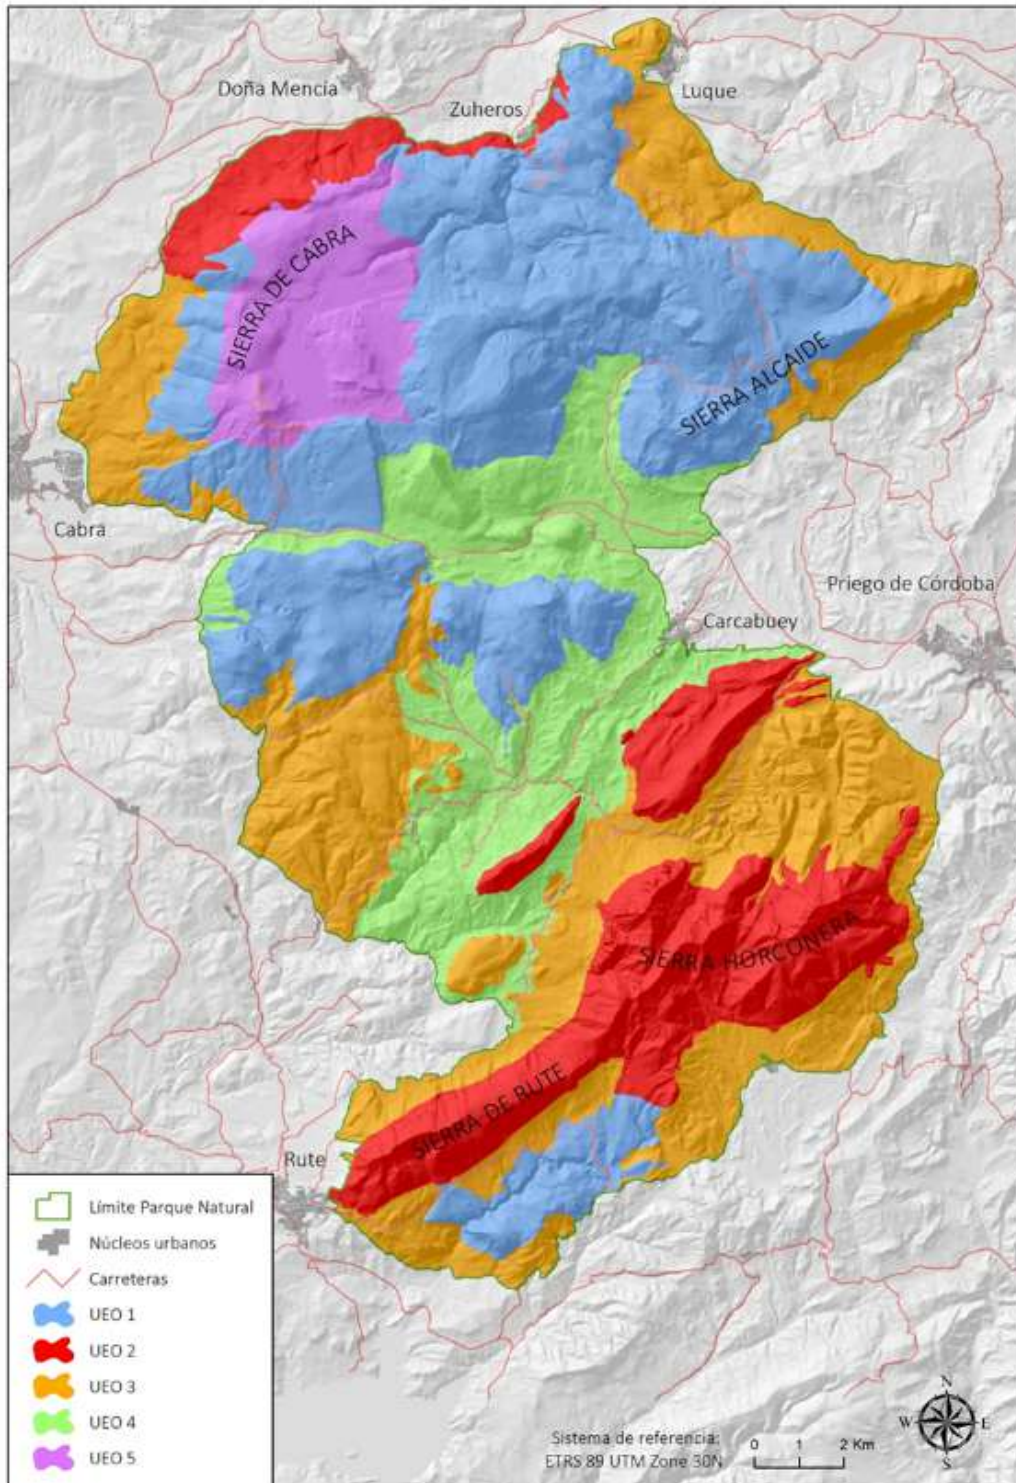 Doña Mencía
Luque
Zuheros
SIERRA DE CABRA
SIERRA ALCAIDE
Cabra
Priego de Córdoba
Carcabuey
SIERRA HORCONERA
SIERRA DE RUTE
Rute
Límite Parque Natural
Núcleos urbanos
Carreteras
UEO 1
UEO 2
UEO 3
UEO 4
UEO 5
Sistema de referencia:
ETRS 89 UTM Zone 30N
0 1 2 Km
N
W E
S